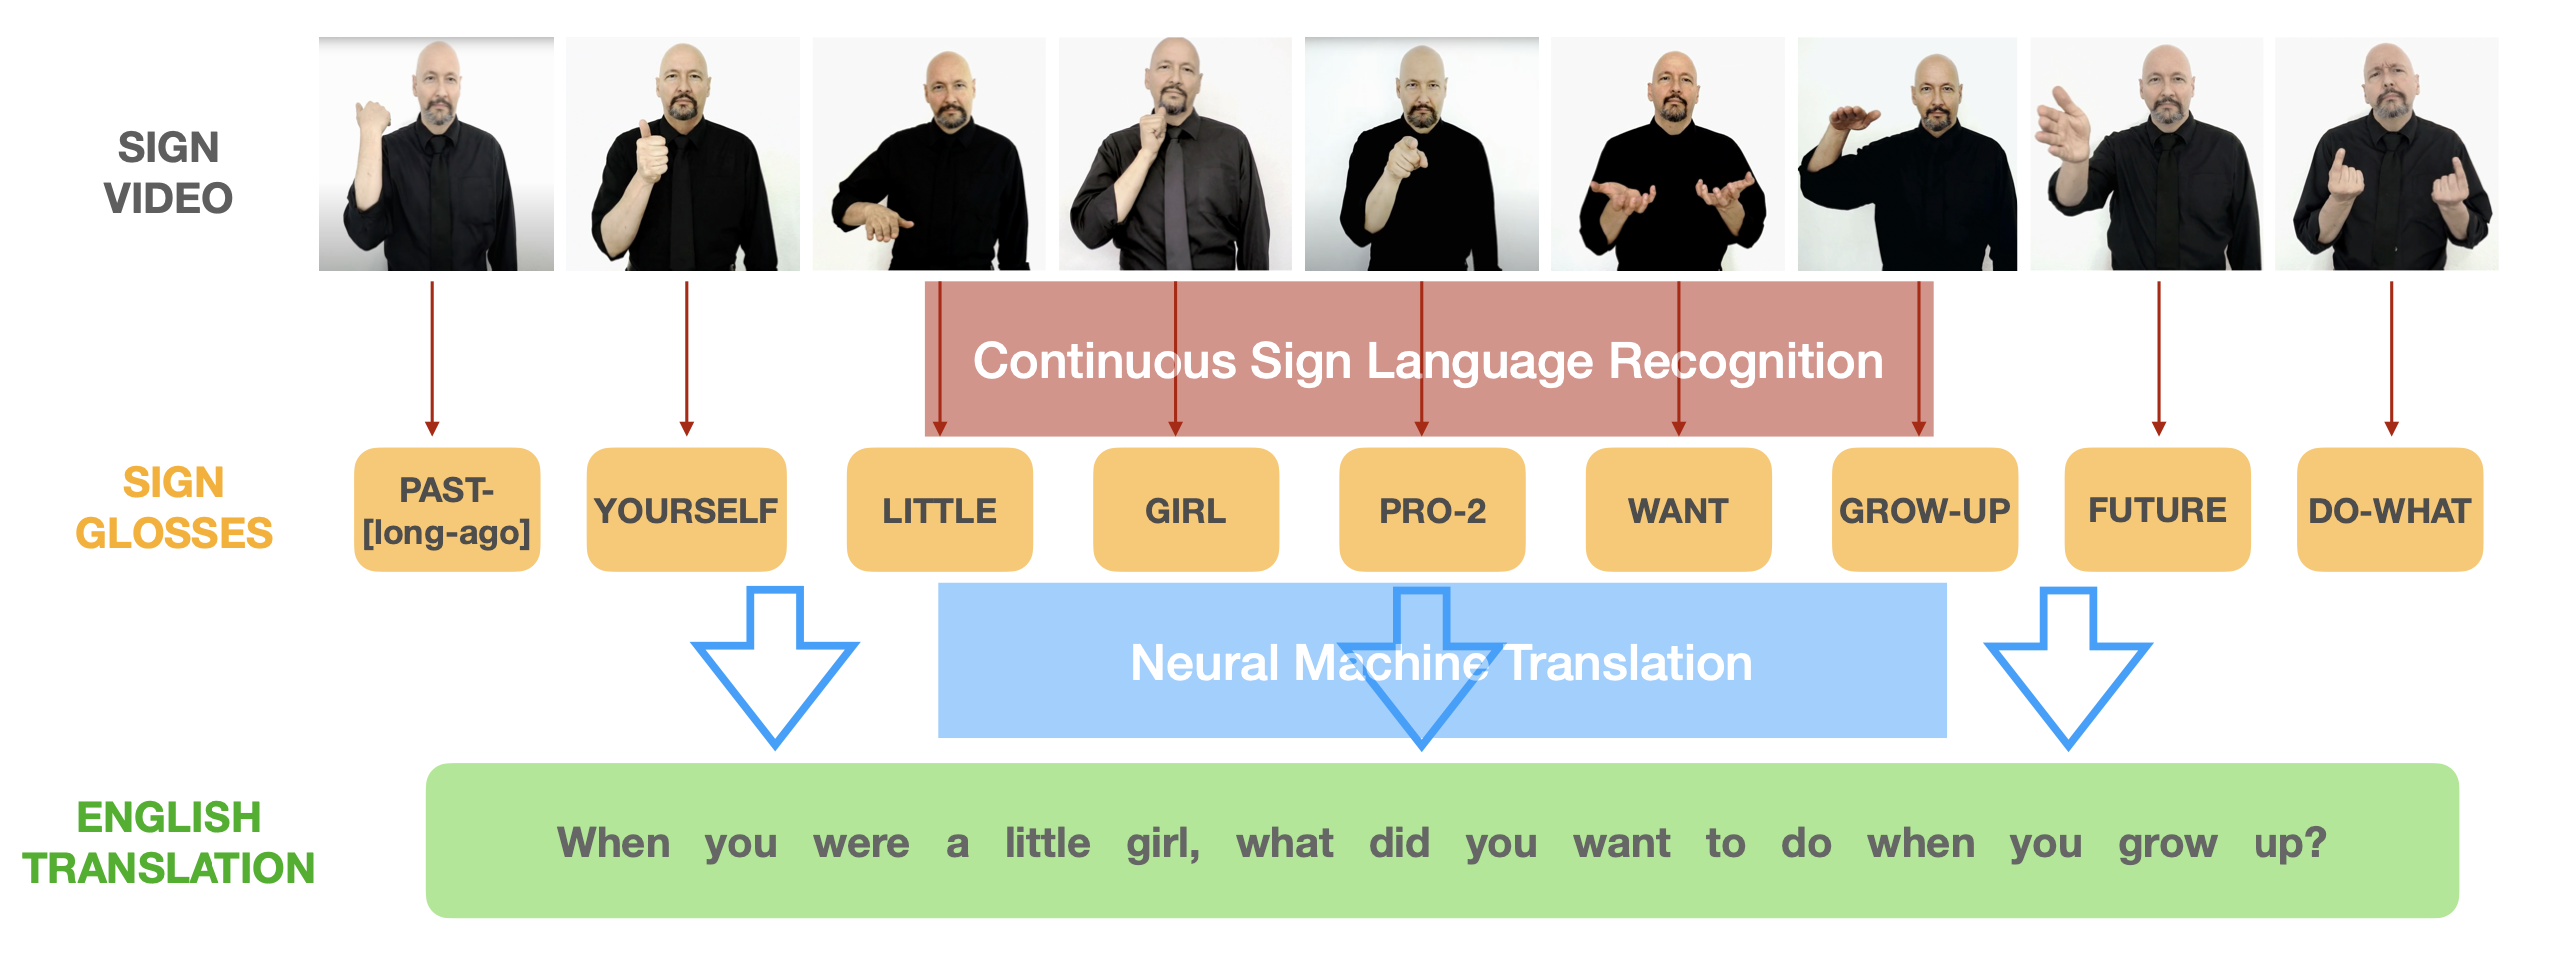 SIGN
VIDEO
Continuous Sign Language Recognition
SIGN
GLOSSES
PAST-
[long-ago]
YOURSELF
LITTLE
GIRL
PRO-2
WANT
GROW-UP
FUTURE
DO-WHAT
Neural Machine Translation
ENGLISH
TRANSLATION
When you were a little girl, what did you want to do when you grow up?